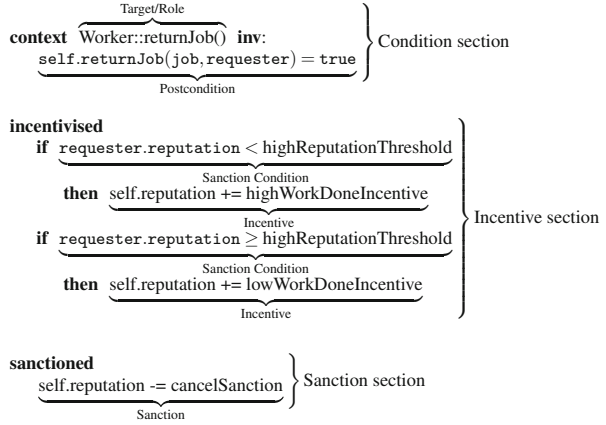 Target/Role
context Worker::returnJob() inv:
self.returnJob(job,requester) = true
Postcondition
Condition section
incentivised
if requester.reputation < highReputationThreshold
Sanction Condition
then self.reputation += highWorkDoneIncentive
Incentive
if requester.reputation ≥ highReputationThreshold
Sanction Condition
then self.reputation += lowWorkDoneIncentive
Incentive
Incentive section
sanctioned
self.reputation -= cancelSanction
Sanction
Sanction section